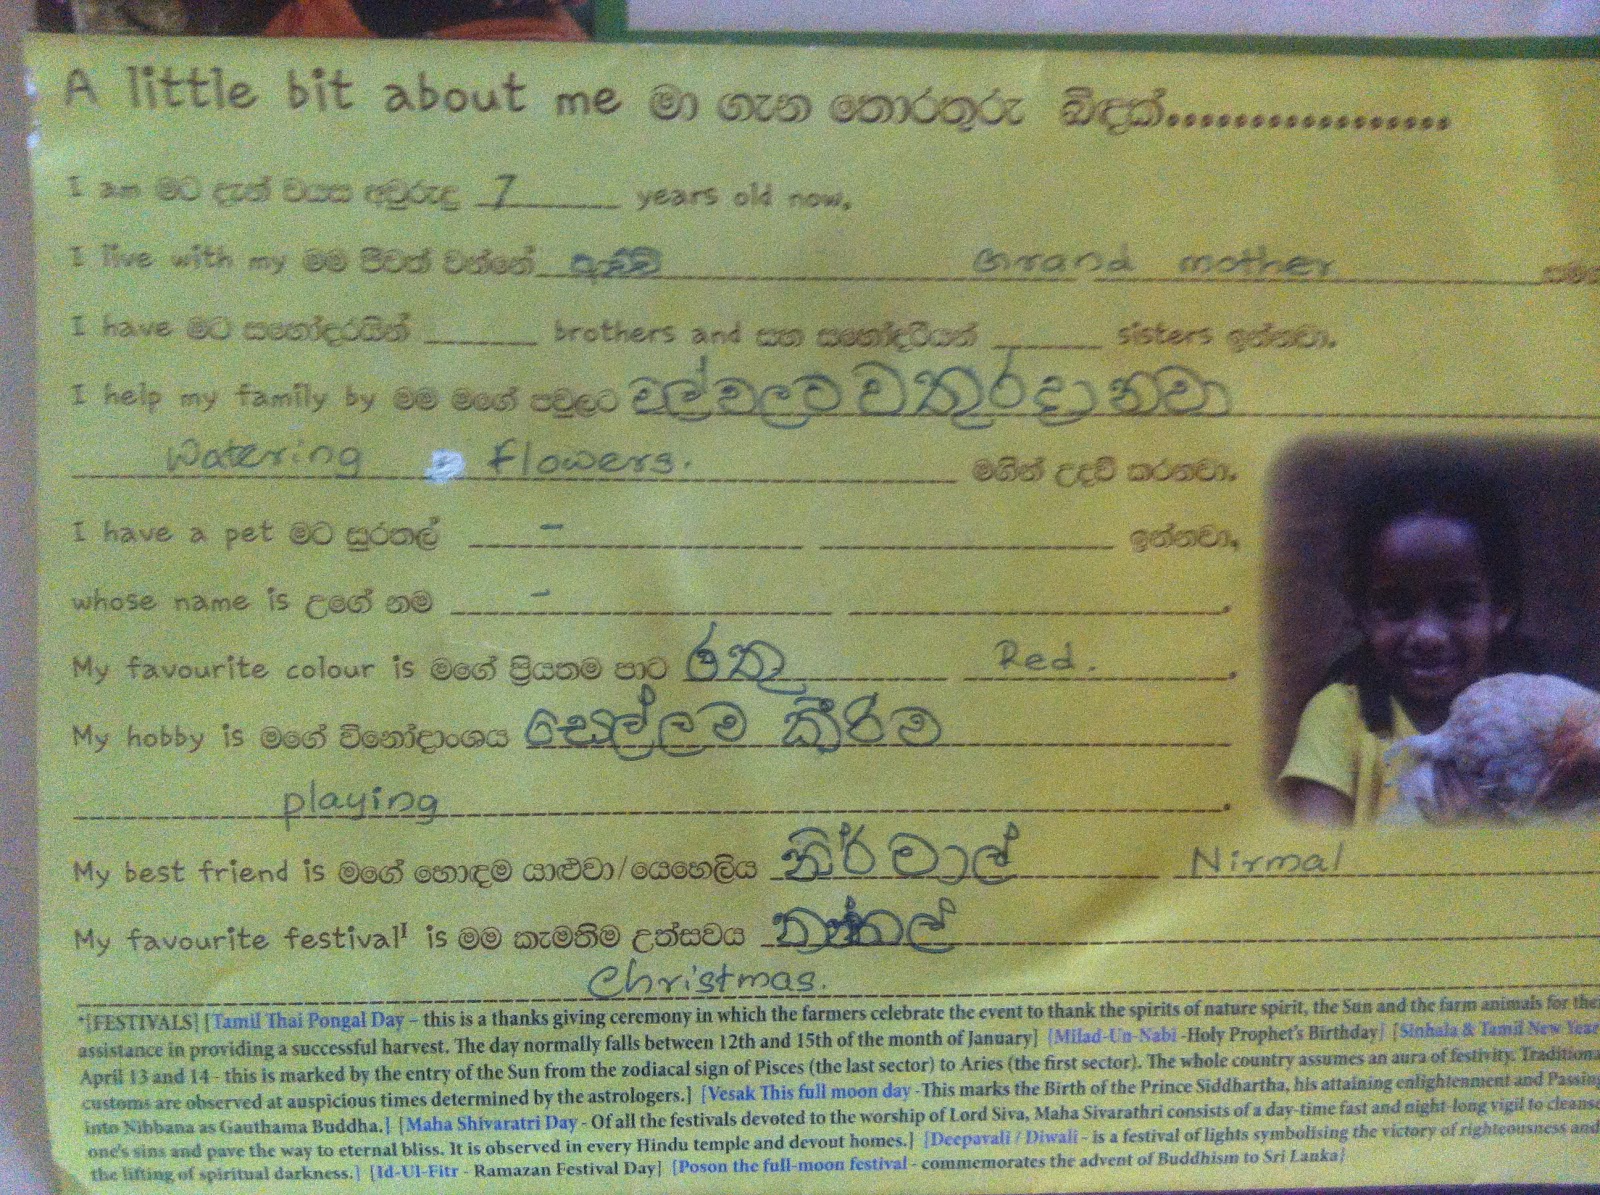 A little bit about me මා ගැන තොරතුරු බිඳක්.................
I am මට දැන් වයස අවුරුදු 7 years old now.
I live with my මම ජීවත් වන්නේ ආච්චි Grand mother සමඟ
I have මට සහෝදරයින් ______ brothers and සහ සහෝදරියන් ______ sisters ඉන්නවා.
I help my family by මම මගේ පවුලට මල්වලට වතුර දානවා
Watering flowers. මගින් උදව් කරනවා.
I have a pet මට සුරතල් - ඉන්නවා,
whose name is උගේ නම - .
My favourite colour is මගේ ප්‍රියතම පාට රතු Red. .
My hobby is මගේ විනෝදාංශය සෙල්ලම් කිරීම
playing .
My best friend is මගේ හොඳම යාළුවා/යෙහෙලිය නිර්මාල් Nirmal
My favourite festival¹ is මම කැමතිම උත්සවය නත්තල්
Christmas.
*[FESTIVALS] [Tamil Thai Pongal Day – this is a thanks giving ceremony in which the farmers celebrate the event to thank the spirits of nature spirit, the Sun and the farm animals for their
assistance in providing a successful harvest. The day normally falls between 12th and 15th of the month of January] [Milad-Un-Nabi -Holy Prophet's Birthday] [Sinhala & Tamil New Year
April 13 and 14 - this is marked by the entry of the Sun from the zodiacal sign of Pisces (the last sector) to Aries (the first sector). The whole country assumes an aura of festivity. Traditional
customs are observed at auspicious times determined by the astrologers.] [Vesak This full moon day -This marks the Birth of the Prince Siddhartha, his attaining enlightenment and Passing
into Nibbana as Gauthama Buddha.] [Maha Shivaratri Day - Of all the festivals devoted to the worship of Lord Siva, Maha Sivarathri consists of a day-time fast and night-long vigil to cleanse
one's sins and pave the way to eternal bliss. It is observed in every Hindu temple and devout homes.] [Deepavali / Diwali - is a festival of lights symbolising the victory of righteousness and
the lifting of spiritual darkness.] [Id-Ul-Fitr - Ramazan Festival Day] [Poson the full-moon festival - commemorates the advent of Buddhism to Sri Lanka]